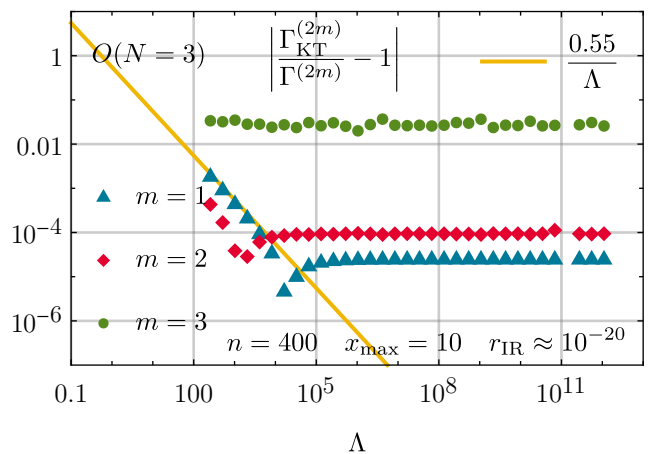 O(N = 3) |Γ_KT^(2m) / Γ^(2m) − 1| 0.55/Λ
1
0.01
10^−4
10^−6
m = 1
m = 2
m = 3
n = 400 x_max = 10 r_IR ≈ 10^−20
0.1 100 10^5 10^8 10^11
Λ